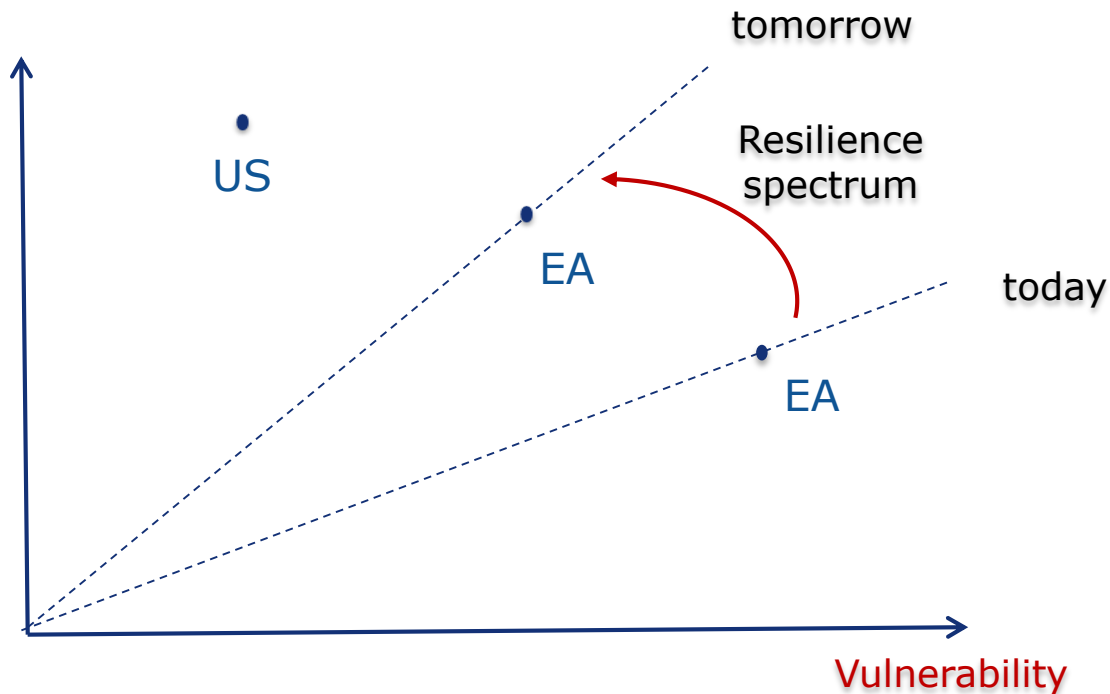 tomorrow
Resilience
spectrum
US
EA
today
EA
Vulnerability